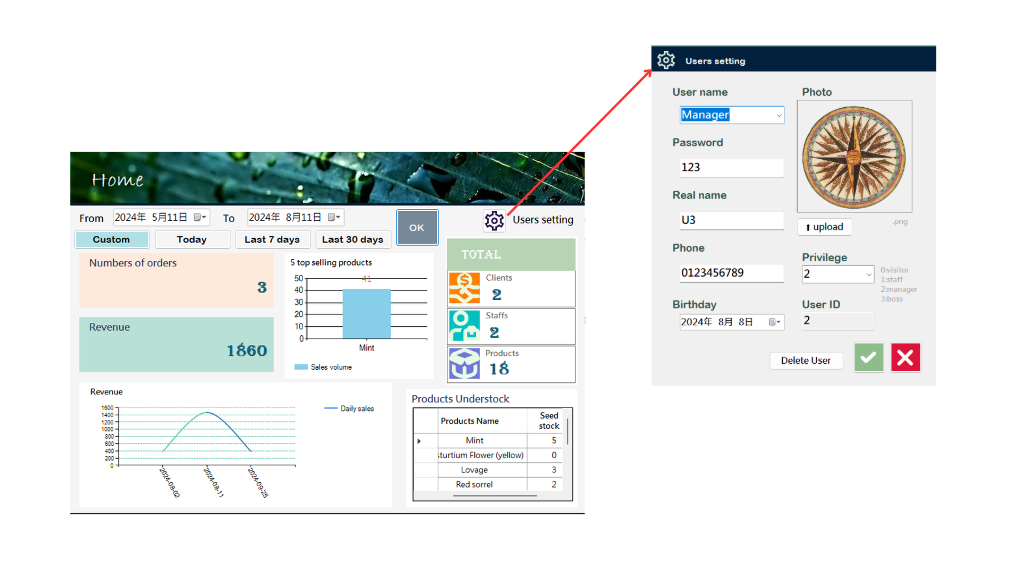 Home
From 2024年 5月11日 To 2024年 8月11日
OK
Users setting
Custom Today Last 7 days Last 30 days
Numbers of orders
3
Revenue
1860
5 top selling products
50
40
30
20
10
0
41
Mint
Sales volume
TOTAL
Clients
2
Staffs
2
Products
18
Revenue
1600
1400
1200
1000
800
600
400
200
0
2024-09-02
2024-09-11
2024-09-25
Daily sales
Products Understock
Products Name Seed stock
Mint 5
sturtium Flower (yellow) 0
Lovage 3
Red sorrel 2
Users setting
User name
Manager
Password
123
Real name
U3
Phone
0123456789
Birthday
2024年 8月 8日
Photo
upload
.png
Privilege
2
0:visitor
1:staff
2:manager
3:boss
User ID
2
Delete User